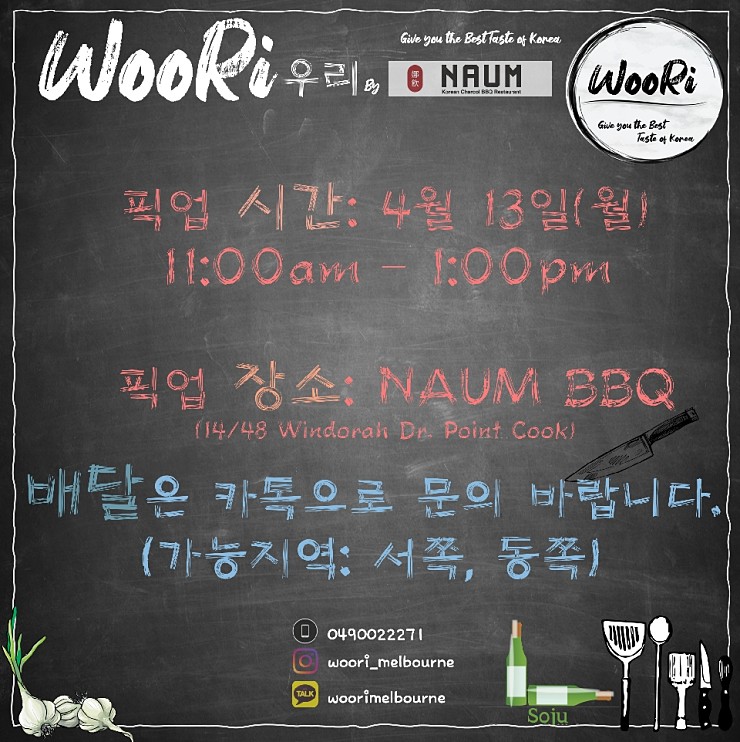 WooRi 우리 By
Give you the Best Taste of Korea
NAUM
Korean Charcol BBQ Restaurant
WooRi
Give you the Best
Taste of Korea
픽업 시간: 4월 13일(월)
11:00am - 1:00pm
픽업 장소: NAUM BBQ
(14/48 Windorah Dr. Point Cook)
배달은 카톡으로 문의 바랍니다.
(가능지역: 서쪽, 동쪽)
0490022271
woori_melbourne
TALK
woorimelbourne
Soju